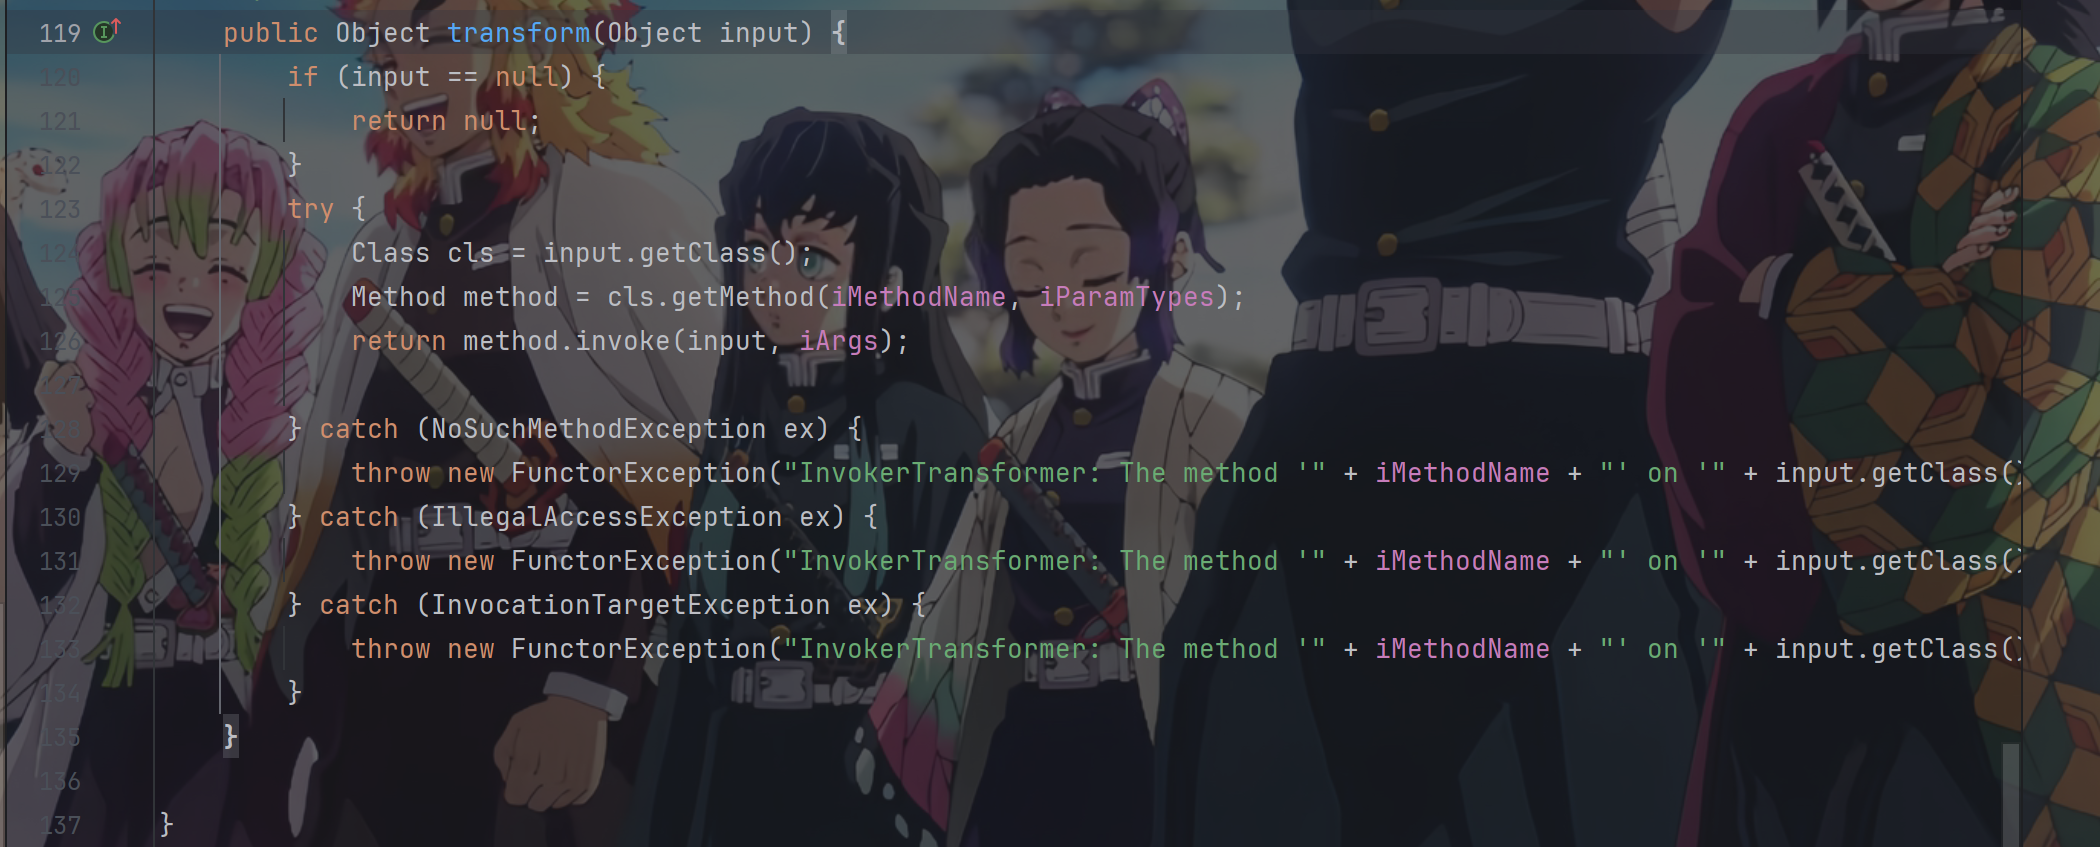 119 public Object transform(Object input) {
120 if (input == null) {
121 return null;
122 }
123 try {
124 Class cls = input.getClass();
125 Method method = cls.getMethod(iMethodName, iParamTypes);
126 return method.invoke(input, iArgs);
127
128 } catch (NoSuchMethodException ex) {
129 throw new FunctorException("InvokerTransformer: The method '" + iMethodName + "' on '" + input.getClass()
130 } catch (IllegalAccessException ex) {
131 throw new FunctorException("InvokerTransformer: The method '" + iMethodName + "' on '" + input.getClass()
132 } catch (InvocationTargetException ex) {
133 throw new FunctorException("InvokerTransformer: The method '" + iMethodName + "' on '" + input.getClass()
134 }
135 }
136
137 }